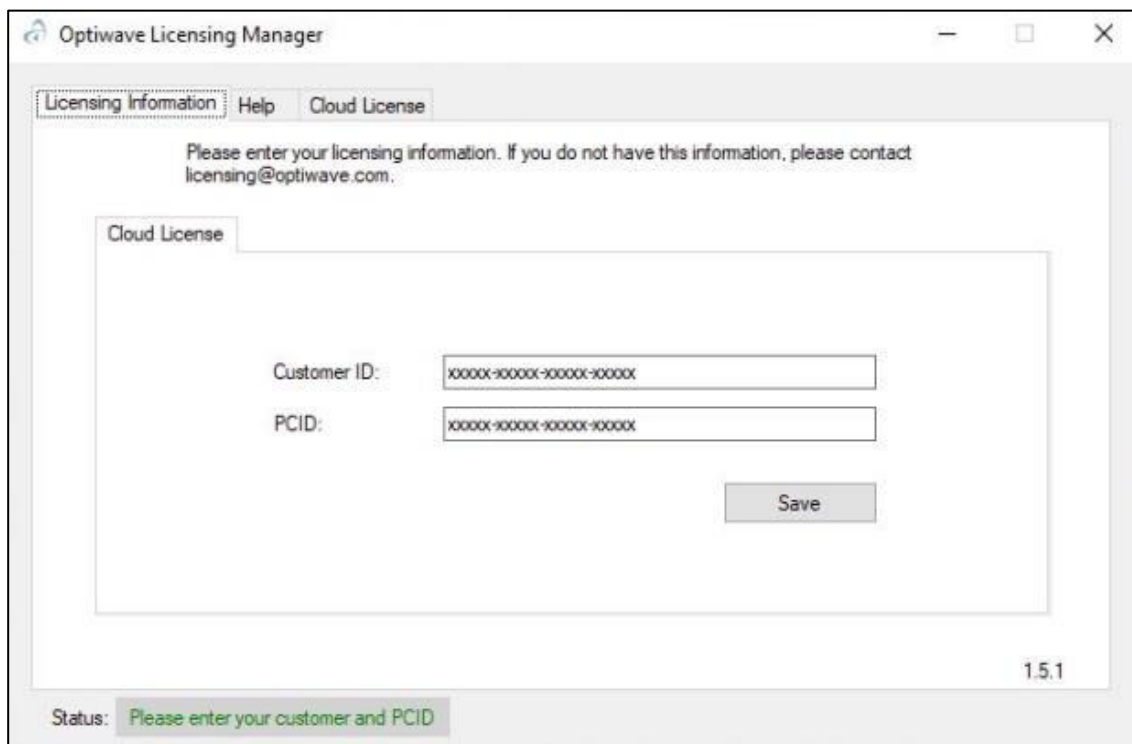 Optiwave Licensing Manager
Licensing Information Help Cloud License
Please enter your licensing information. If you do not have this information, please contact
licensing@optiwave.com.
Cloud License
Customer ID: xxxxx-xxxxx-xxxxx-xxxxx
PCID: xxxxx-xxxxx-xxxxx-xxxxx
Save
1.5.1
Status: Please enter your customer and PCID